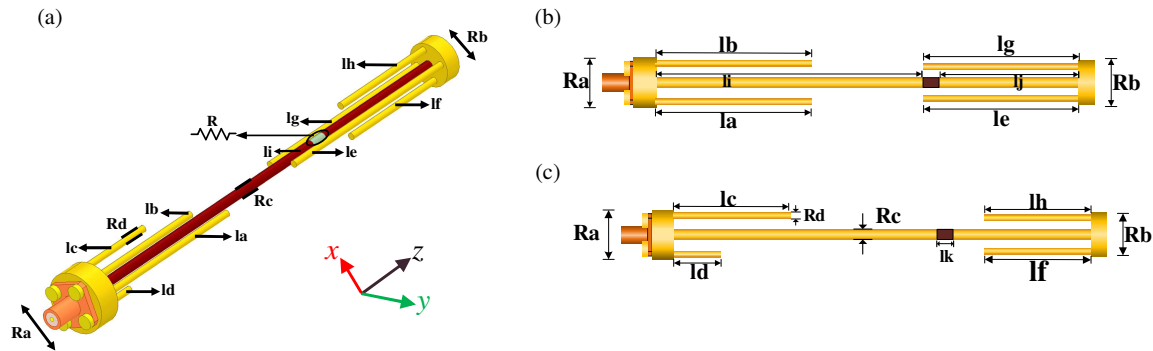 (a)
Rb
lh
lf
lg
R
li
le
Rc
lb
Rd
lc
la
ld
Ra
x
z
y
(b)
lb
lg
Ra
li
lj
Rb
la
le
(c)
lc
lh
Ra
Rd
Rc
Rb
ld
lk
lf